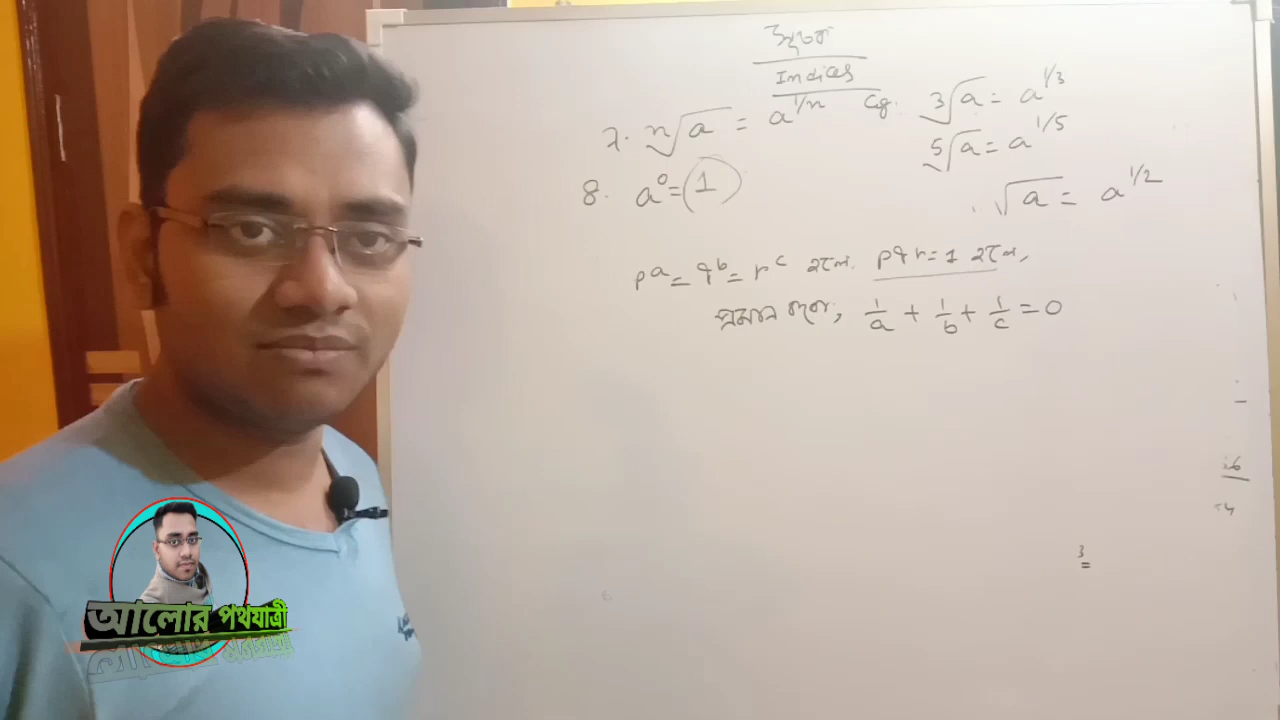 সূচক
Indices
7. ⁿ√a = a^1/n eg. ³√a = a^1/3
⁵√a = a^1/5
8. a⁰ = 1
√a = a^1/2
p^a = q^b = r^c হলে. pqr = 1 হলে,
প্রমাণ করো; 1/a + 1/b + 1/c = 0
3
আলোর পথযাত্রী